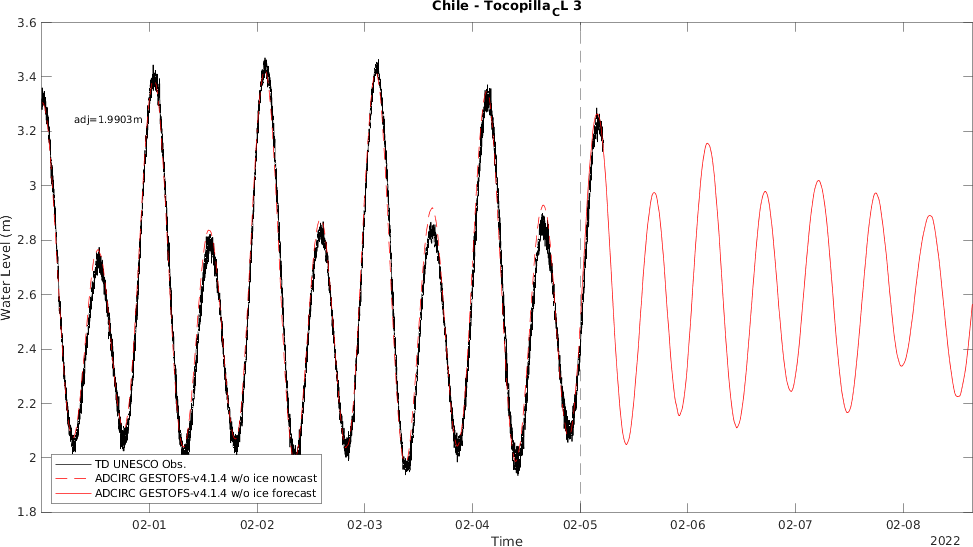 Chile - Tocopilla_CL 3
3.6
3.4
3.2
3
2.8
2.6
2.4
2.2
2
1.8
Water Level (m)
adj=1.9903m
TD UNESCO Obs.
ADCIRC GESTOFS-v4.1.4 w/o ice nowcast
ADCIRC GESTOFS-v4.1.4 w/o ice forecast
02-01 02-02 02-03 02-04 02-05 02-06 02-07 02-08
Time
2022